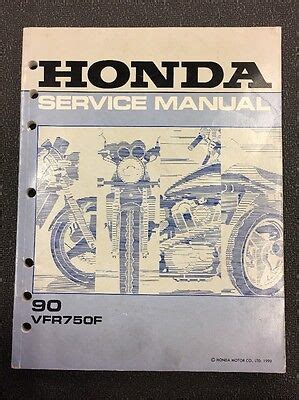 HONDA
SERVICE MANUAL
90
VFR750F
© HONDA MOTOR CO., LTD. 1990